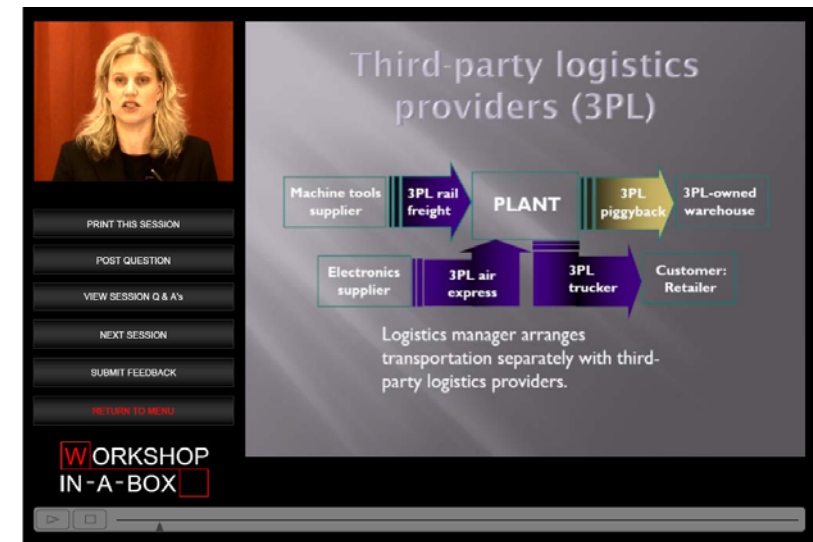 Third-party logistics
providers (3PL)
Machine tools
supplier
3PL rail
freight
PLANT
3PL
piggyback
3PL-owned
warehouse
Electronics
supplier
3PL air
express
3PL
trucker
Customer:
Retailer
Logistics manager arranges
transportation separately with third-
party logistics providers.
PRINT THIS SESSION
POST QUESTION
VIEW SESSION Q & A's
NEXT SESSION
SUBMIT FEEDBACK
RETURN TO MENU
WORKSHOP
IN-A-BOX